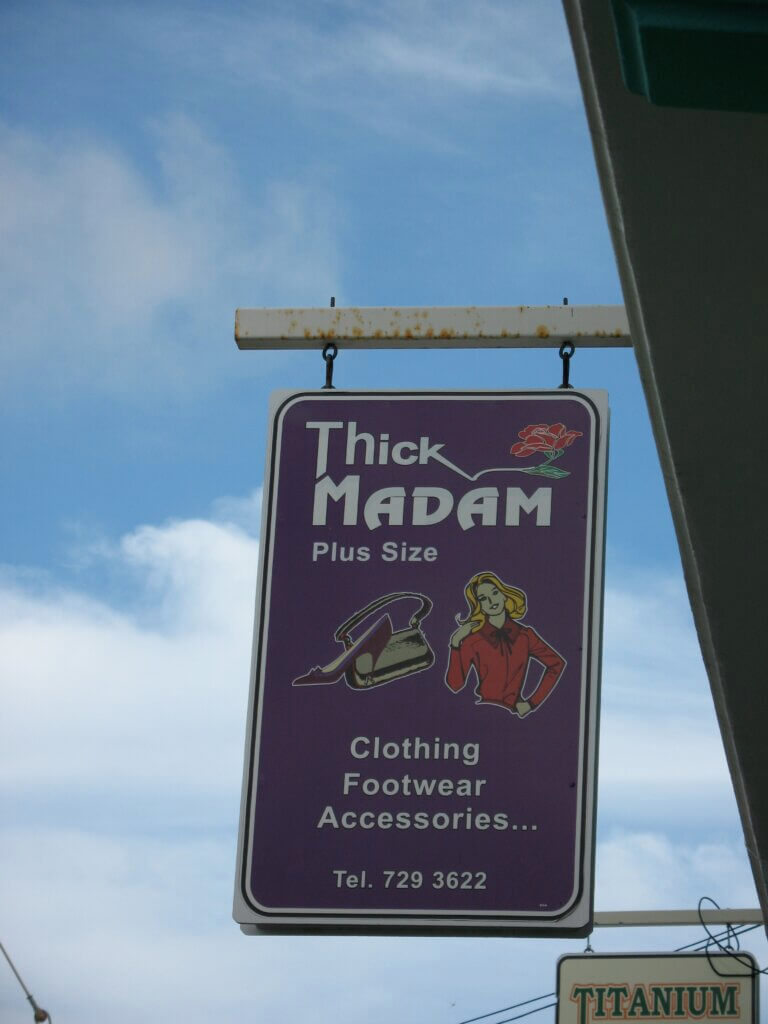 Thick
MADAM
Plus Size
Clothing
Footwear
Accessories...
Tel. 729 3622
TITANIUM